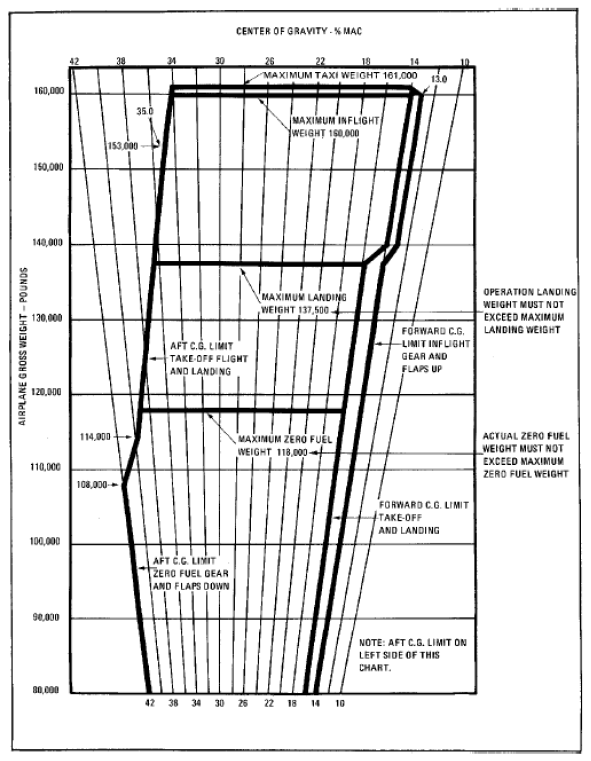 CENTER OF GRAVITY - % MAC
42 38 34 30 26 22 18 14 10
MAXIMUM TAXI WEIGHT 161,000
13.0
160,000
35.0
MAXIMUM INFLIGHT
WEIGHT 160,000
153,000
150,000
140,000
MAXIMUM LANDING
WEIGHT 137,500
OPERATION LANDING
WEIGHT MUST NOT
EXCEED MAXIMUM
LANDING WEIGHT
130,000
FORWARD C.G.
LIMIT INFLIGHT
GEAR AND
FLAPS UP
AFT C.G. LIMIT
TAKE-OFF FLIGHT
AND LANDING
AIRPLANE GROSS WEIGHT - POUNDS
120,000
114,000
MAXIMUM ZERO FUEL
WEIGHT 118,000
ACTUAL ZERO FUEL
WEIGHT MUST NOT
EXCEED MAXIMUM
ZERO FUEL WEIGHT
110,000
108,000
FORWARD C.G. LIMIT
TAKE-OFF
AND LANDING
100,000
AFT C.G. LIMIT
ZERO FUEL GEAR
AND FLAPS DOWN
90,000
NOTE: AFT C.G. LIMIT ON
LEFT SIDE OF THIS
CHART.
80,000
42 38 34 30 26 22 18 14 10